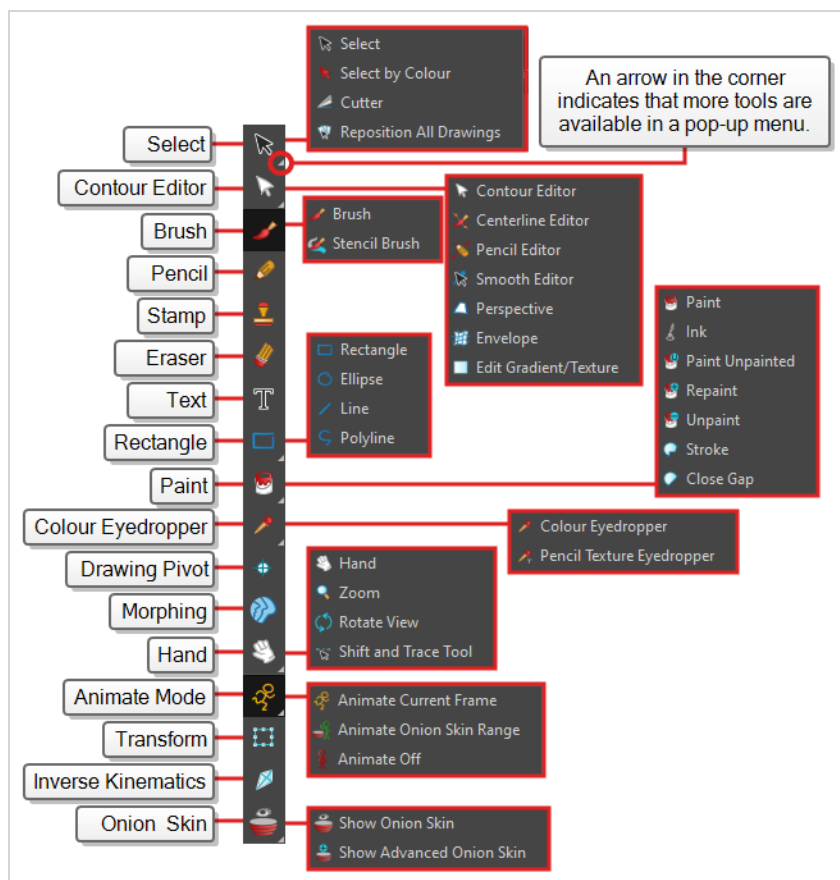 Select
Select by Colour
Cutter
Reposition All Drawings
An arrow in the corner
indicates that more tools are
available in a pop-up menu.
Select
Contour Editor
Brush
Pencil
Stamp
Eraser
Text
Rectangle
Paint
Colour Eyedropper
Drawing Pivot
Morphing
Hand
Animate Mode
Transform
Inverse Kinematics
Onion Skin
Contour Editor
Centerline Editor
Pencil Editor
Smooth Editor
Perspective
Envelope
Edit Gradient/Texture
Brush
Stencil Brush
Rectangle
Ellipse
Line
Polyline
Paint
Ink
Paint Unpainted
Repaint
Unpaint
Stroke
Close Gap
Colour Eyedropper
Pencil Texture Eyedropper
Hand
Zoom
Rotate View
Shift and Trace Tool
Animate Current Frame
Animate Onion Skin Range
Animate Off
Show Onion Skin
Show Advanced Onion Skin